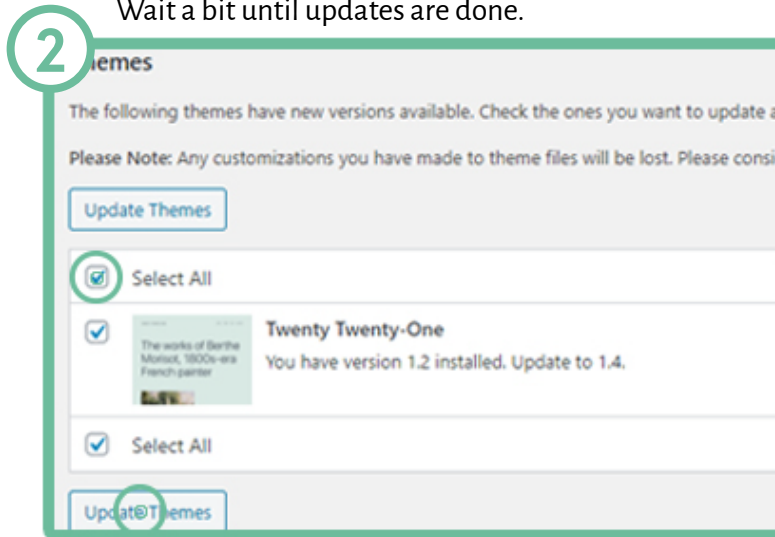 Wait a bit until updates are done.
2
Themes
The following themes have new versions available. Check the ones you want to update a
Please Note: Any customizations you have made to theme files will be lost. Please consi
Update Themes
Select All
The works of Berthe
Morisot, 1800s-era
French painter
Twenty Twenty-One
You have version 1.2 installed. Update to 1.4.
Select All
Update Themes